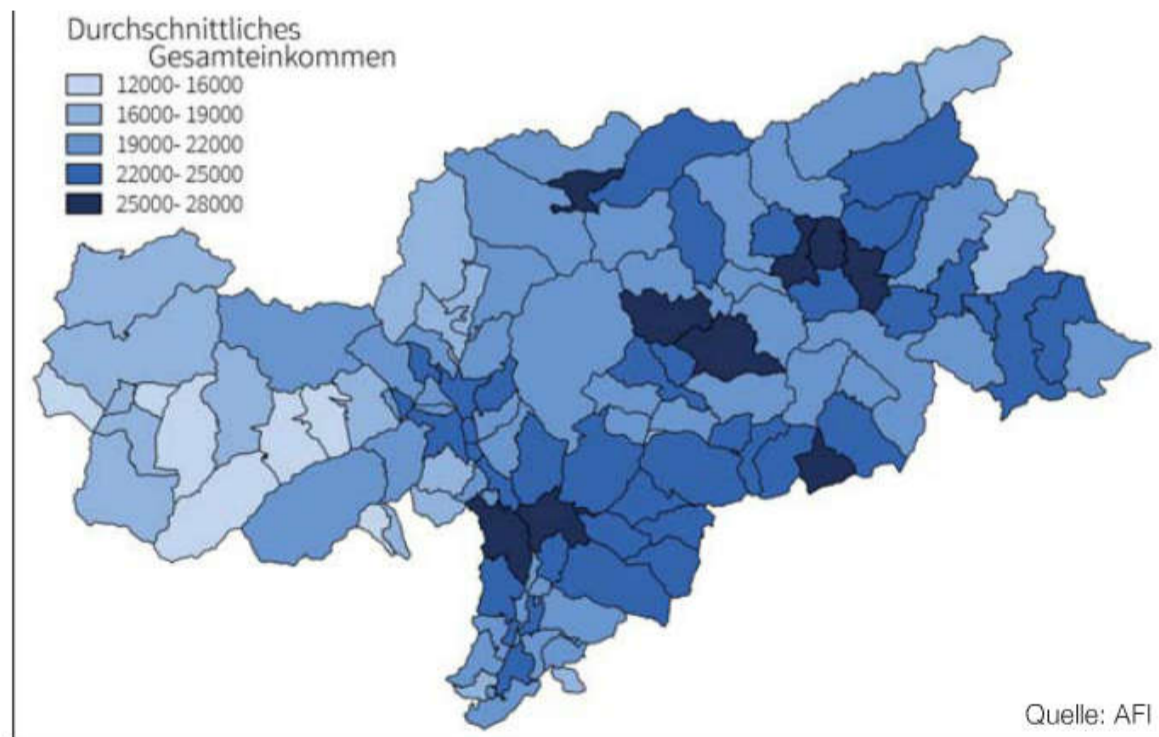 Durchschnittliches
Gesamteinkommen
12000- 16000
16000- 19000
19000- 22000
22000- 25000
25000- 28000
Quelle: AFI